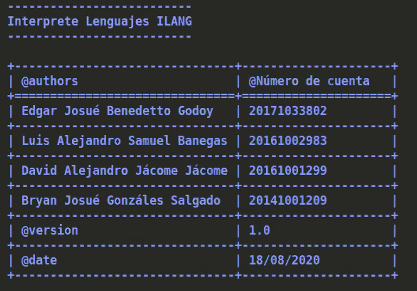 --------------------------
Interprete Lenguajes ILANG
--------------------------
+-------------------------------+---------------------+
| @authors                      | @Número de cuenta   |
+===============================+=====================+
| Edgar Josué Benedetto Godoy   | 20171033802         |
+-------------------------------+---------------------+
| Luis Alejandro Samuel Banegas | 20161002983         |
+-------------------------------+---------------------+
| David Alejandro Jácome Jácome | 20161001299         |
+-------------------------------+---------------------+
| Bryan Josué Gonzáles Salgado  | 20141001209         |
+-------------------------------+---------------------+
| @version                      | 1.0                 |
+-------------------------------+---------------------+
| @date                         | 18/08/2020          |
+-------------------------------+---------------------+